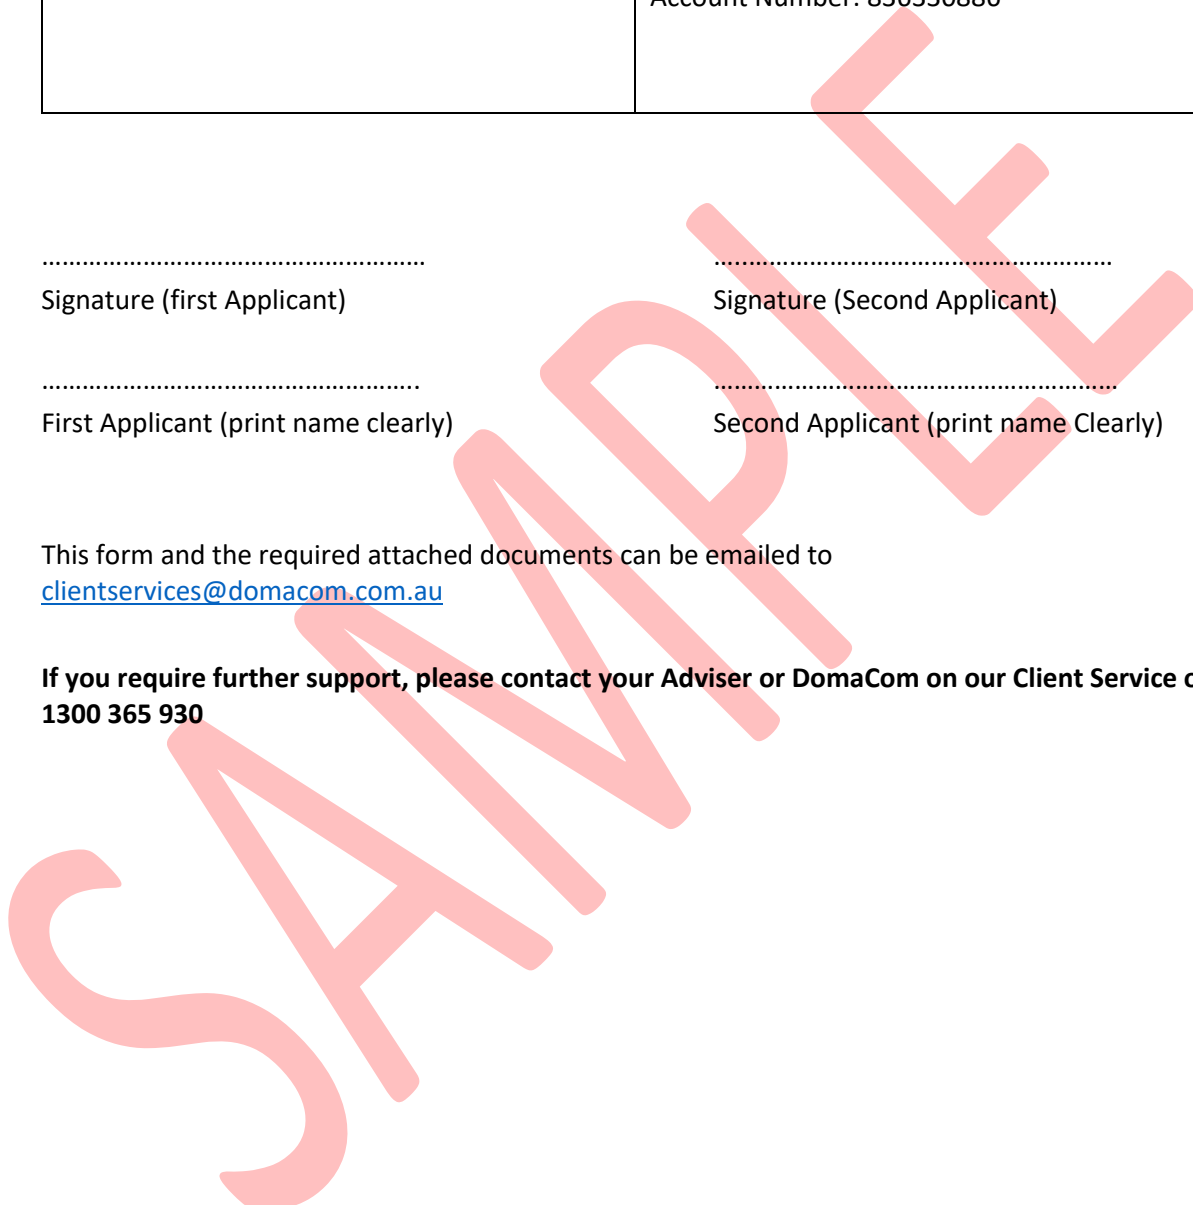 Signature (first Applicant)
Signature (Second Applicant)
First Applicant (print name clearly)
Second Applicant (print name Clearly)
This form and the required attached documents can be emailed to
clientservices@domacom.com.au
If you require further support, please contact your Adviser or DomaCom on our Client Service
1300 365 930
SAMPLE